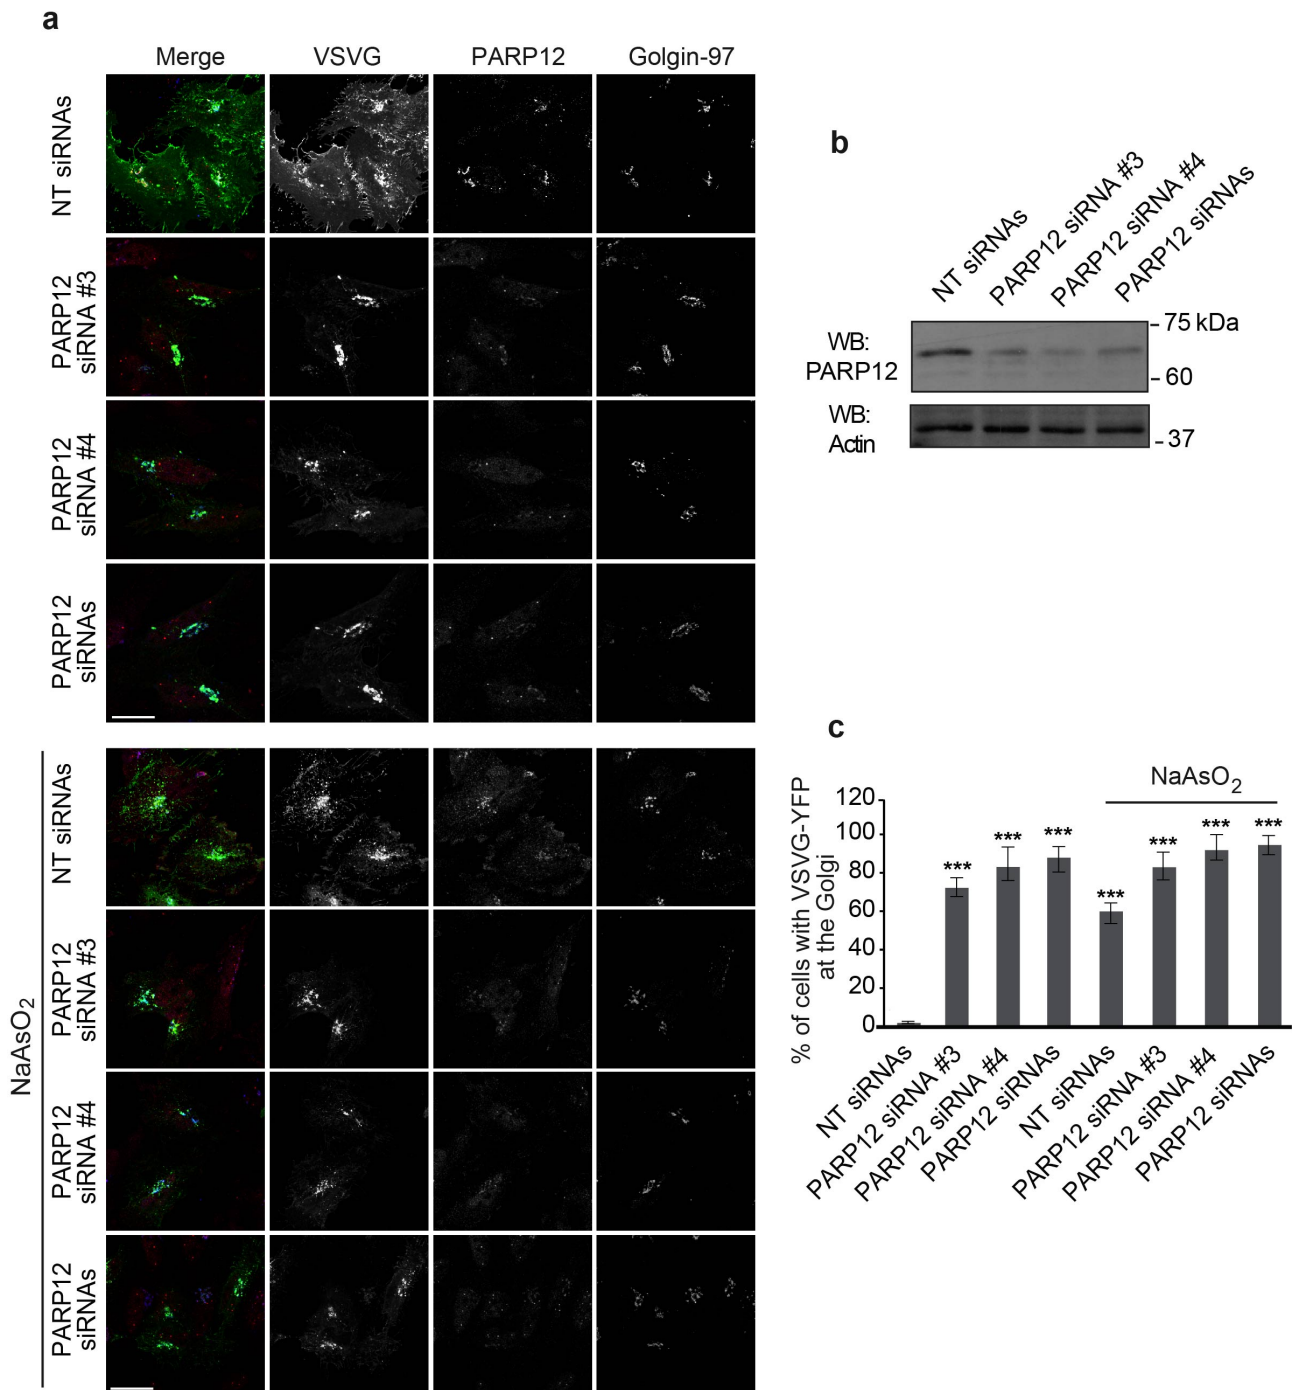 a
Merge VSVG PARP12 Golgin-97
NT siRNAs
PARP12
siRNA #3
PARP12
siRNA #4
PARP12
siRNAs
NaAsO2
NT siRNAs
PARP12
siRNA #3
PARP12
siRNA #4
PARP12
siRNAs
b
NT siRNAs
PARP12 siRNA #3
PARP12 siRNA #4
PARP12 siRNAs
WB:
PARP12
- 75 kDa
- 60
WB:
Actin
- 37
c
NaAsO2
% of cells with VSVG-YFP
at the Golgi
120
100
80
60
40
20
0
*** *** *** *** *** *** ***
NT siRNAs
PARP12 siRNA #3
PARP12 siRNA #4
PARP12 siRNAs
NT siRNAs
PARP12 siRNA #3
PARP12 siRNA #4
PARP12 siRNAs